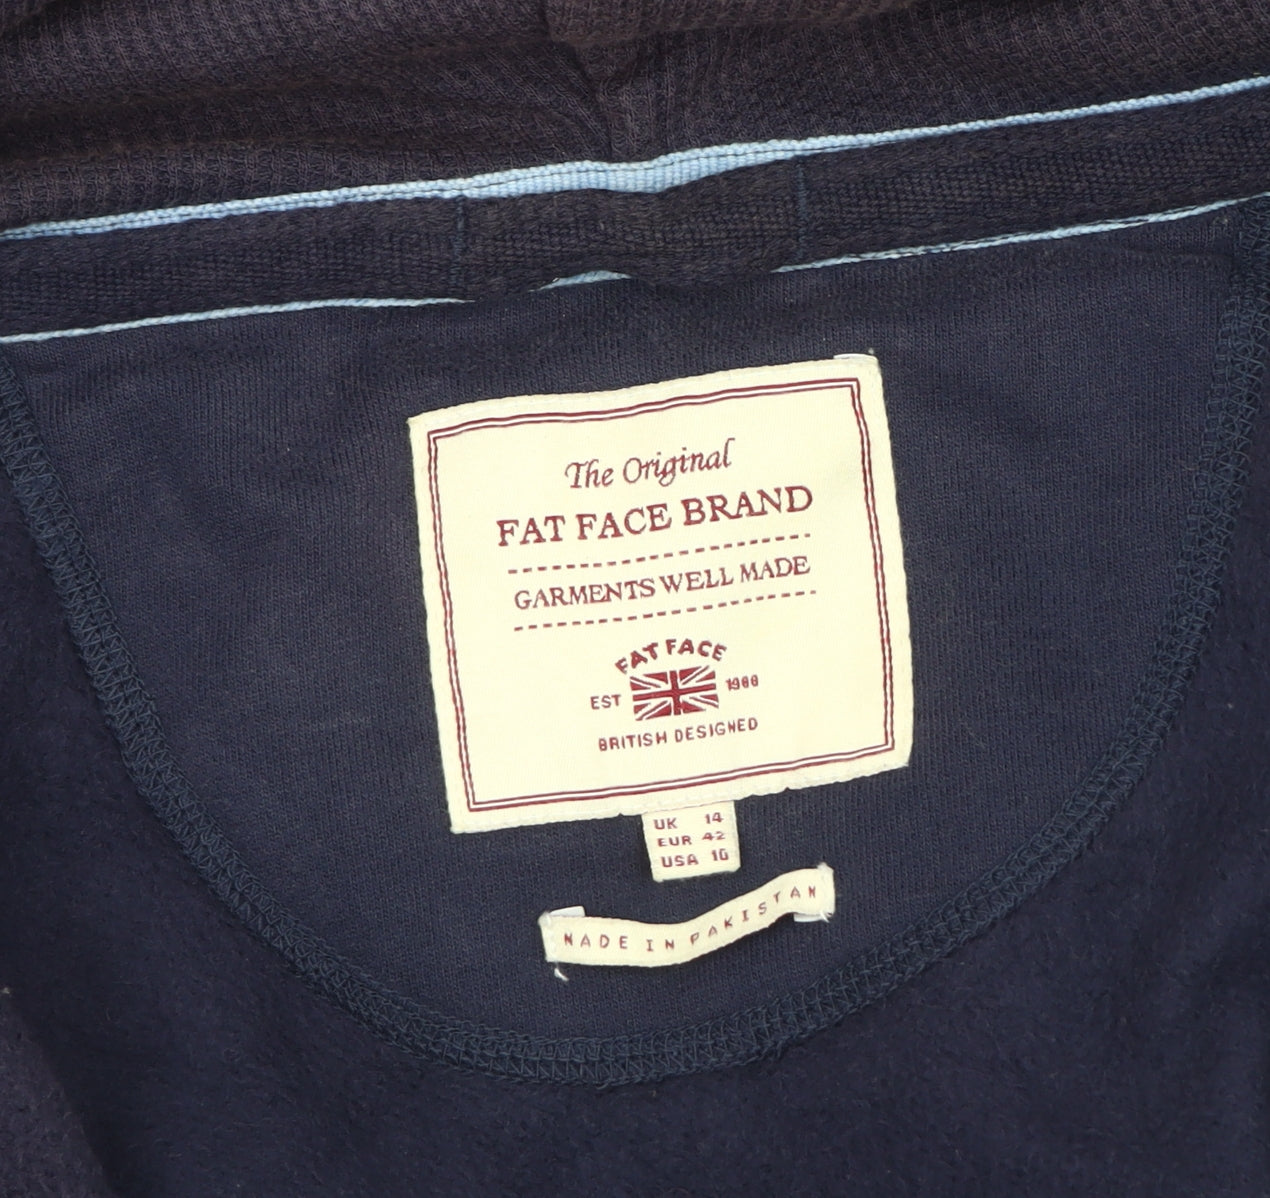 The Original
FAT FACE BRAND
GARMENTS WELL MADE
FAT FACE
EST 1988
BRITISH DESIGNED
UK 14
EUR 42
USA 10
MADE IN PAKISTAN